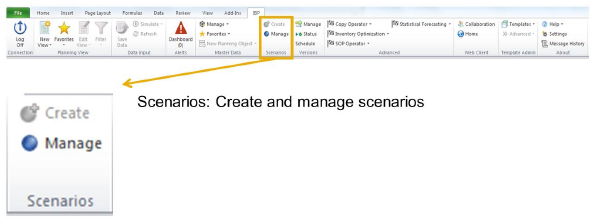 File Home Insert Page Layout Formulas Data Review View Add-Ins IBP
Log Off
New View
Favorites
Edit View
Filter
Save Data
Simulate
Refresh
Dashboard (0)
Manage
Favorites
New Planning Object
Create
Manage
Manage
Status
Schedule
Copy Operator
Inventory Optimization
S&OP Operator
Statistical Forecasting
Collaboration
Home
Templates
Advanced
Help
Settings
Message History
Connection Planning View Data Input Alerts Master Data Scenarios Versions Advanced Web Client Template Admin About
Scenarios: Create and manage scenarios
Create
Manage
Scenarios